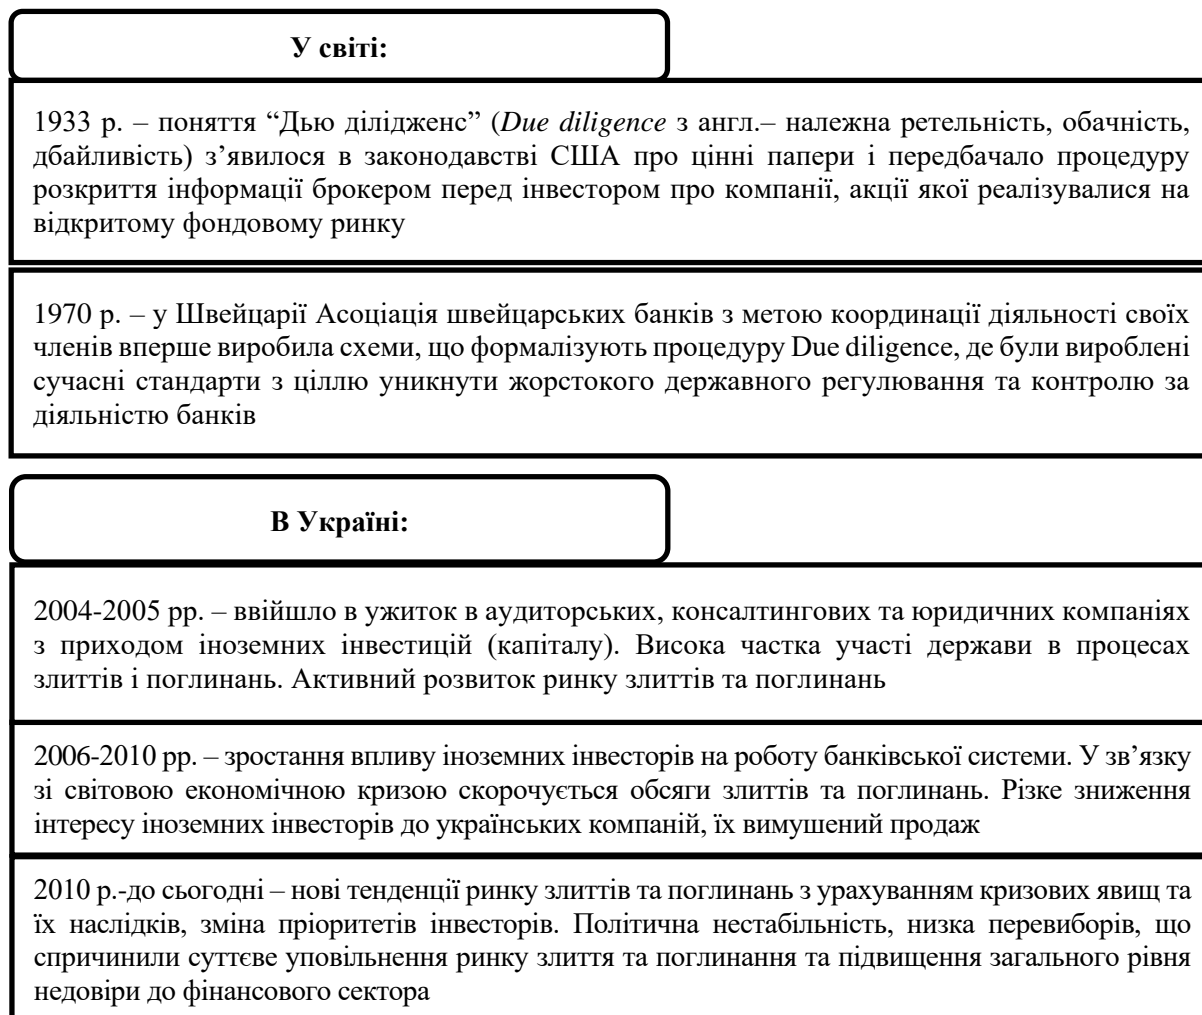 У світі:
1933 р. – поняття “Дью ділідженс” (Due diligence з англ.– належна ретельність, обачність,
дбайливість) з’явилося в законодавстві США про цінні папери і передбачало процедуру
розкриття інформації брокером перед інвестором про компанії, акції якої реалізувалися на
відкритому фондовому ринку
1970 р. – у Швейцарії Асоціація швейцарських банків з метою координації діяльності своїх
членів вперше виробила схеми, що формалізують процедуру Due diligence, де були вироблені
сучасні стандарти з ціллю уникнути жорстокого державного регулювання та контролю за
діяльністю банків
В Україні:
2004-2005 рр. – ввійшло в ужиток в аудиторських, консалтингових та юридичних компаніях
з приходом іноземних інвестицій (капіталу). Висока частка участі держави в процесах
злиттів і поглинань. Активний розвиток ринку злиттів та поглинань
2006-2010 рр. – зростання впливу іноземних інвесторів на роботу банківської системи. У зв’язку
зі світовою економічною кризою скорочується обсяги злиттів та поглинань. Різке зниження
інтересу іноземних інвесторів до українських компаній, їх вимушений продаж
2010 р.-до сьогодні – нові тенденції ринку злиттів та поглинань з урахуванням кризових явищ та
їх наслідків, зміна пріоритетів інвесторів. Політична нестабільність, низка перевиборів, що
спричинили суттєве уповільнення ринку злиття та поглинання та підвищення загального рівня
недовіри до фінансового сектора